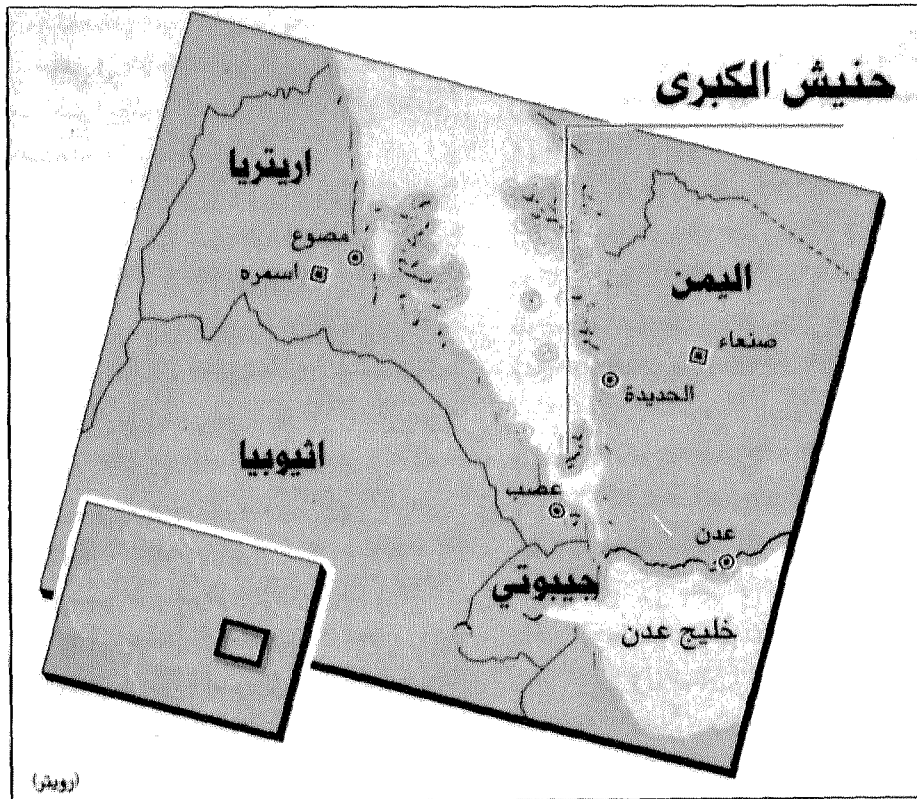 حنيش الكبرى
اريتريا
مصوع
اسمره
اليمن
صنعاء
الحديدة
اثيوبيا
عصب
عدن
جيبوتي
خليج عدن
(رويتر)